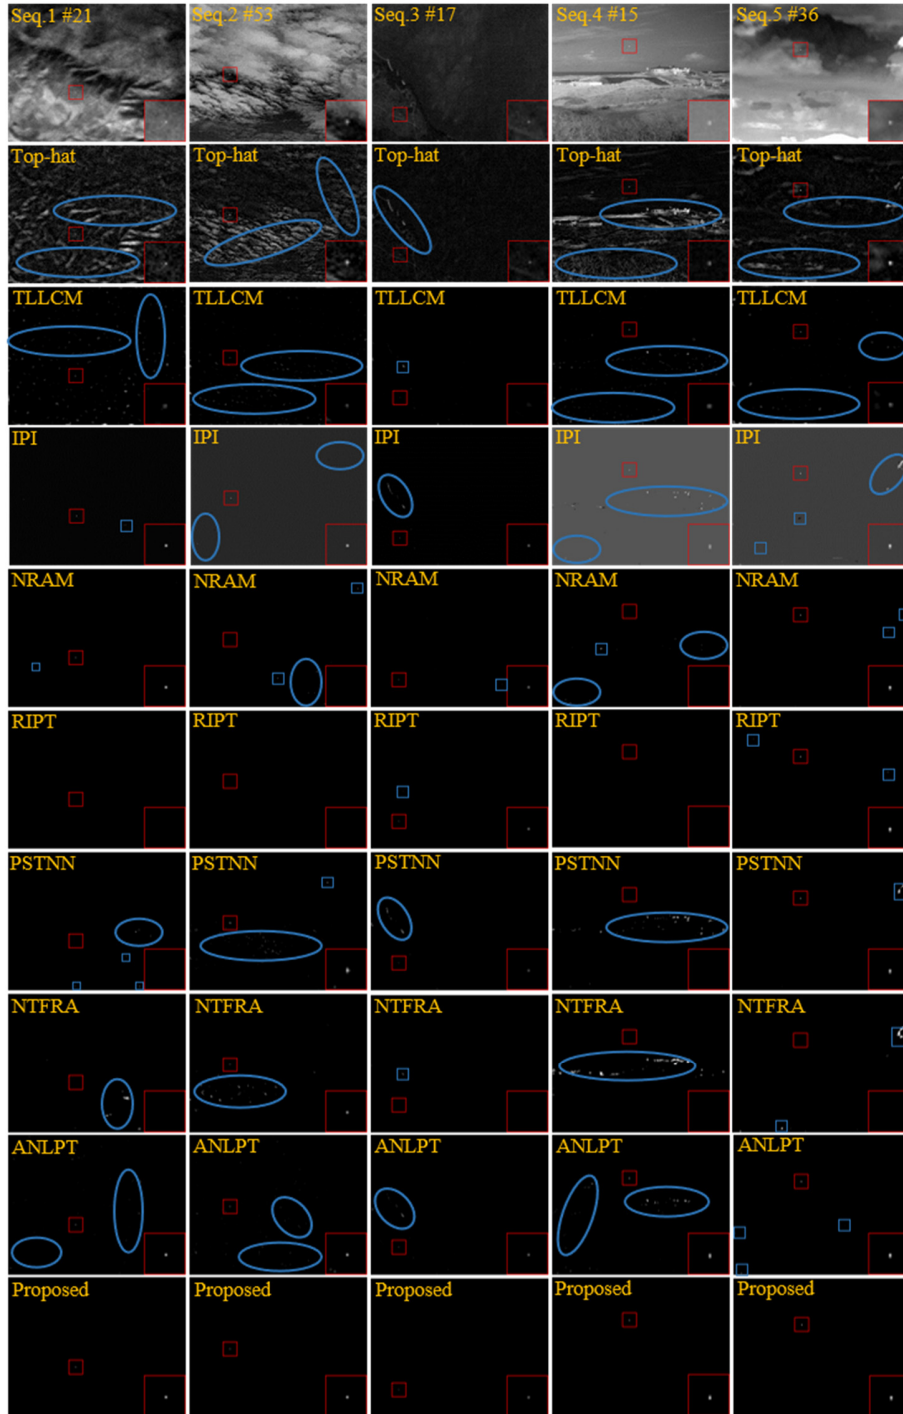 Seq.1 #21 Seq.2 #53 Seq.3 #17 Seq.4 #15 Seq.5 #36
Top-hat Top-hat Top-hat Top-hat Top-hat
TLLCM TLLCM TLLCM TLLCM TLLCM
IPI IPI IPI IPI IPI
NRAM NRAM NRAM NRAM NRAM
RIPT RIPT RIPT RIPT RIPT
PSTNN PSTNN PSTNN PSTNN PSTNN
NTFRA NTFRA NTFRA NTFRA NTFRA
ANLPT ANLPT ANLPT ANLPT ANLPT
Proposed Proposed Proposed Proposed Proposed